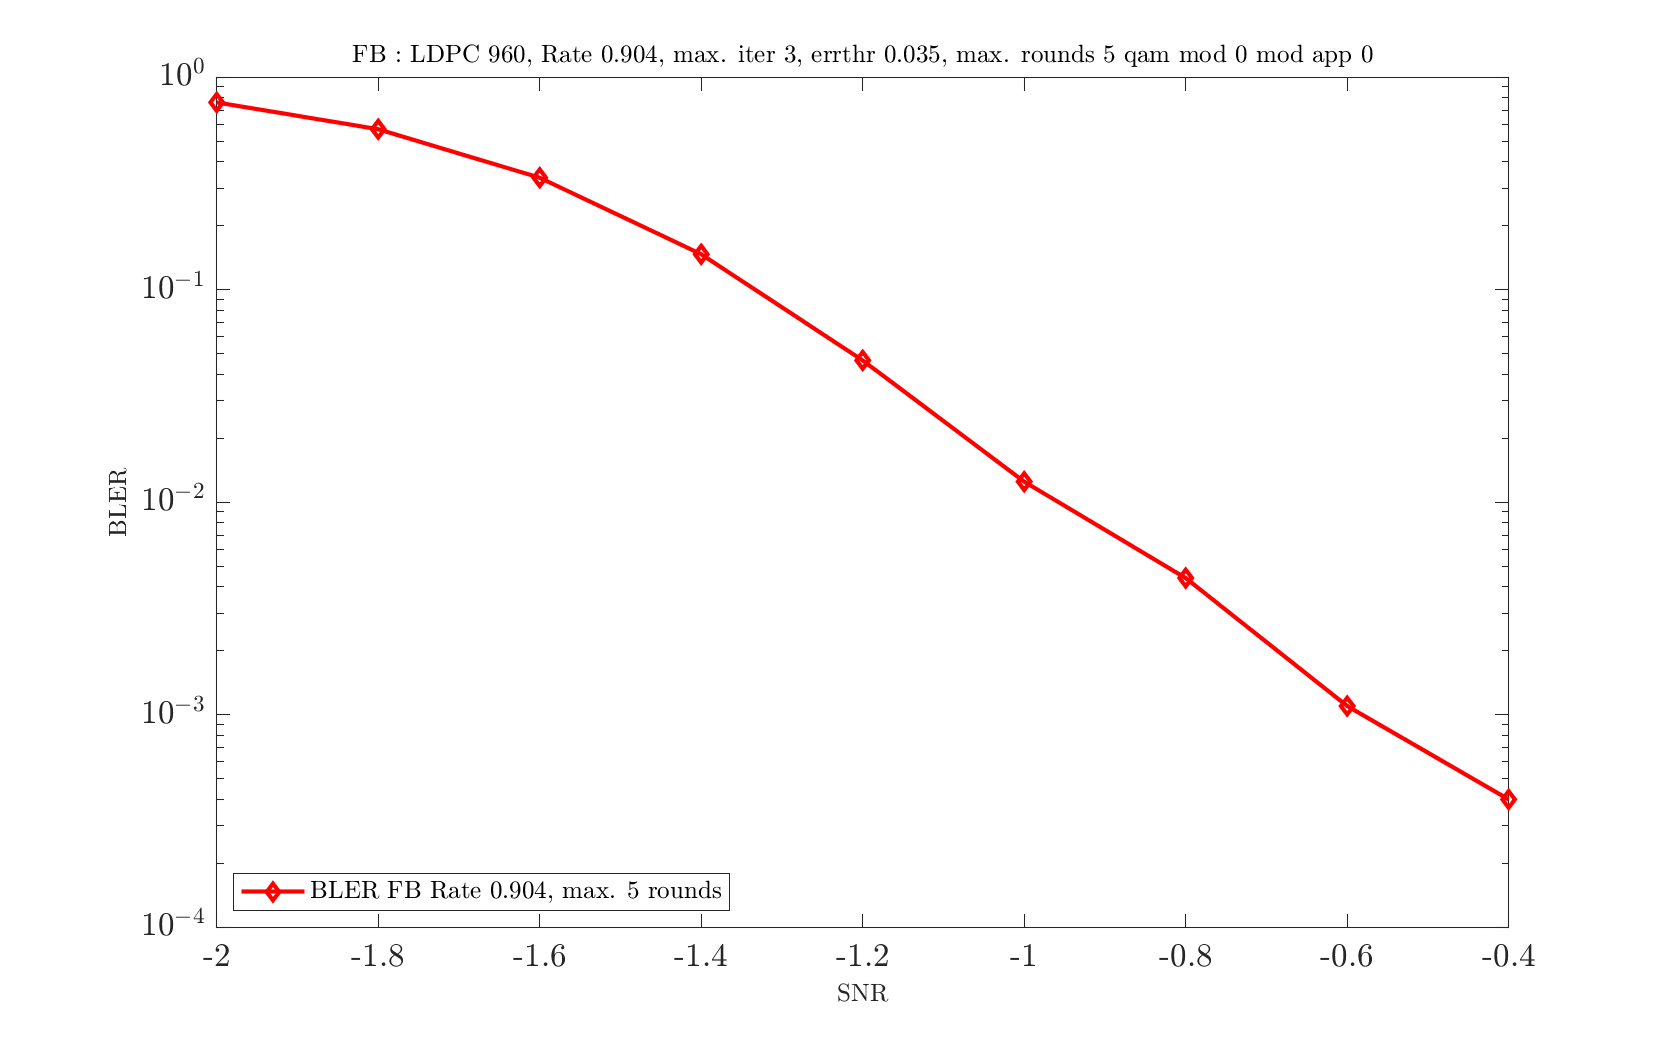 FB : LDPC 960, Rate 0.904, max. iter 3, errthr 0.035, max. rounds 5 qam mod 0 mod app 0
10^0
10^{-1}
10^{-2}
10^{-3}
10^{-4}
BLER
BLER FB Rate 0.904, max. 5 rounds
-2 -1.8 -1.6 -1.4 -1.2 -1 -0.8 -0.6 -0.4
SNR